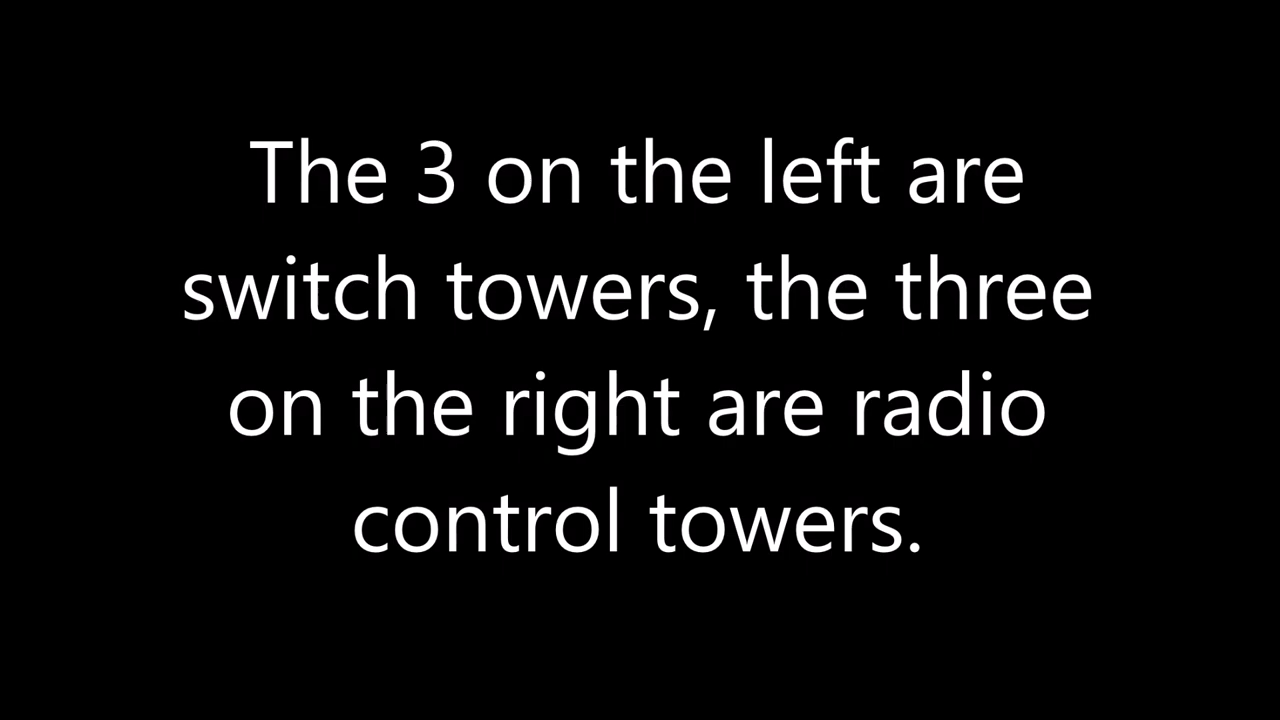 The 3 on the left are
switch towers, the three
on the right are radio
control towers.